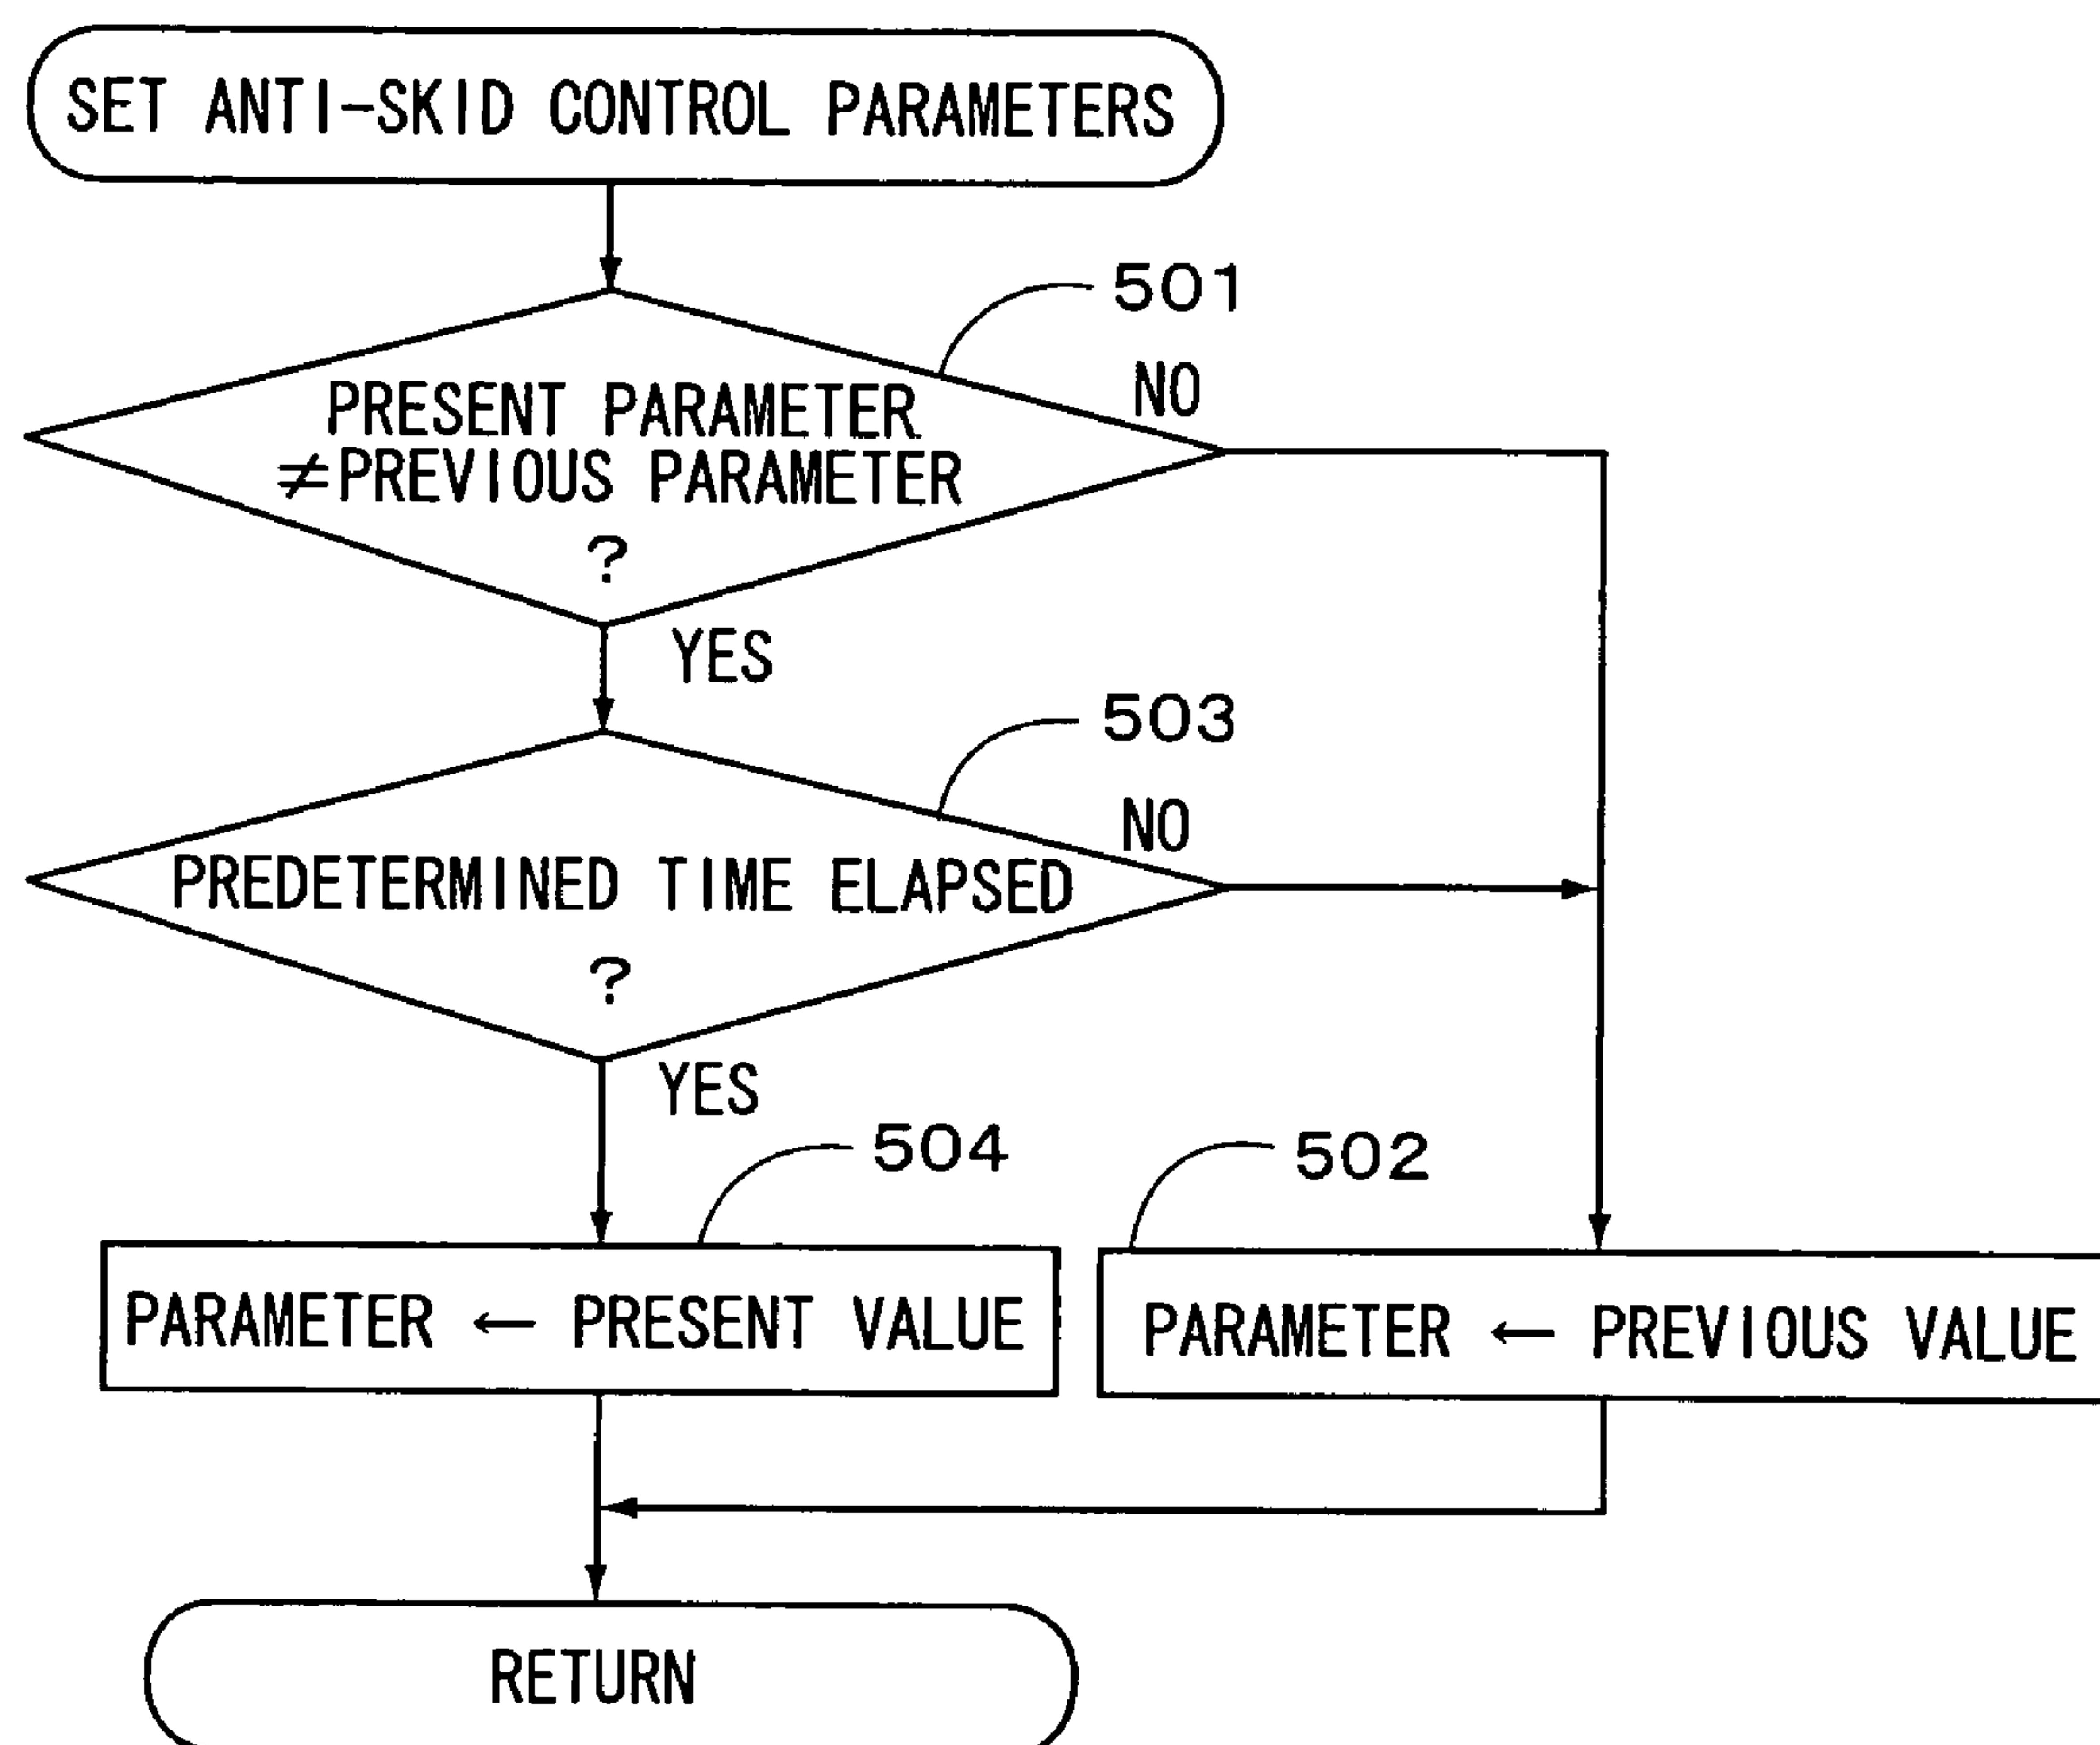 SET ANTI-SKID CONTROL PARAMETERS
501
NO
PRESENT PARAMETER
≠PREVIOUS PARAMETER
?
YES
503
NO
PREDETERMINED TIME ELAPSED
?
YES
504
502
PARAMETER ← PRESENT VALUE
PARAMETER ← PREVIOUS VALUE
RETURN